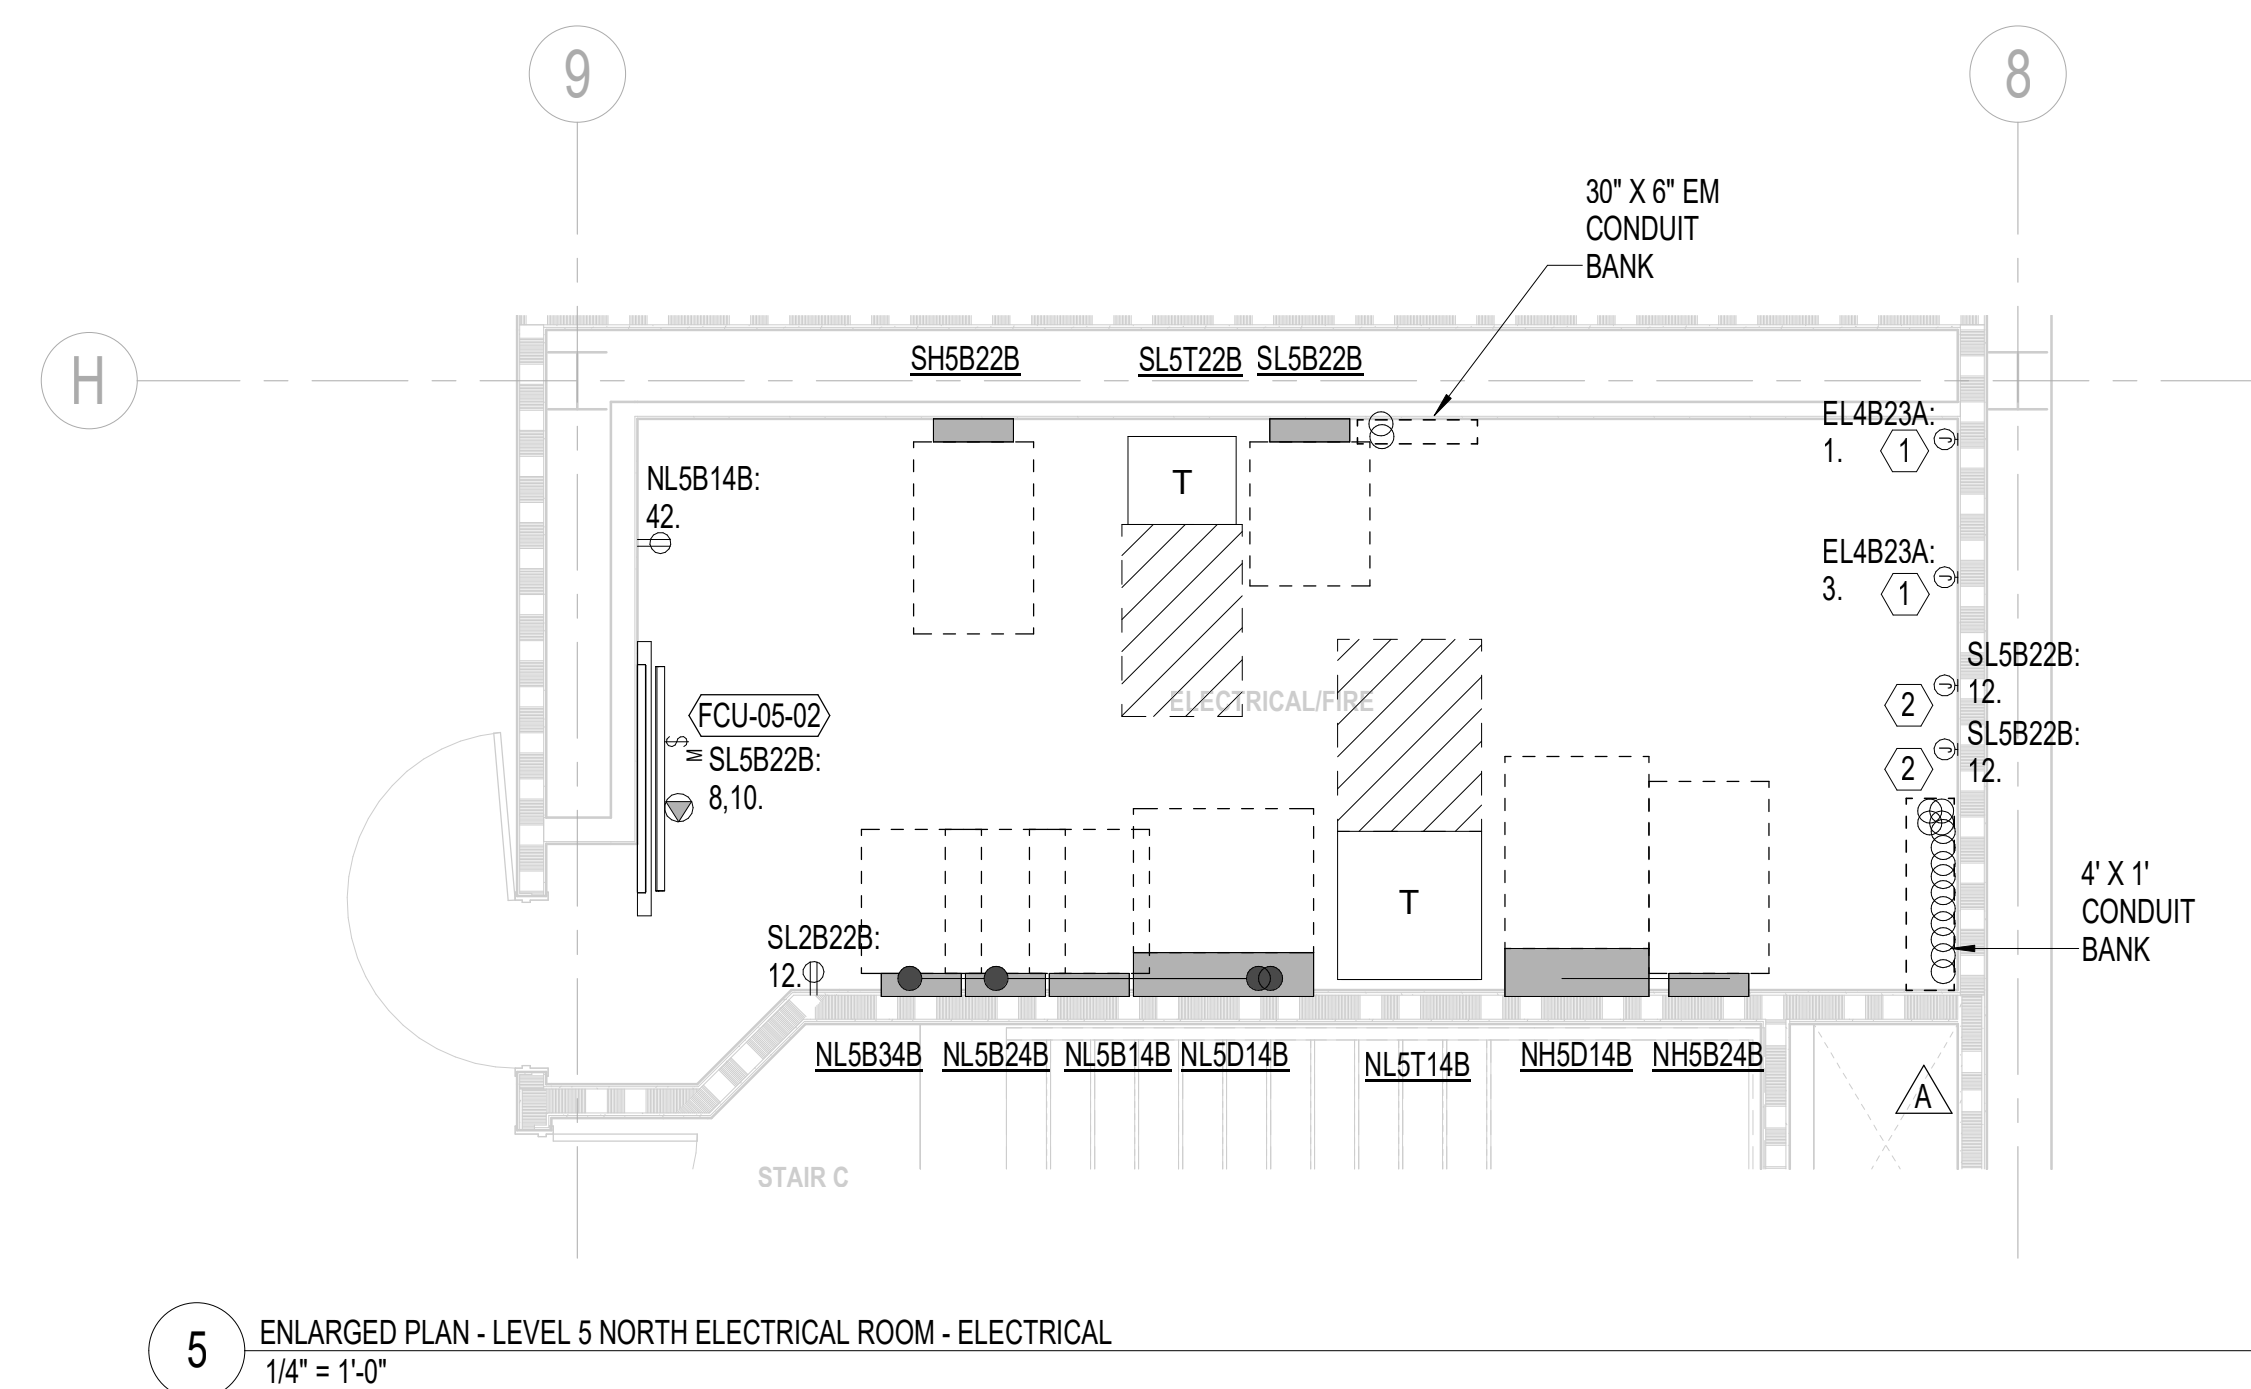 9
8
30" X 6" EM
CONDUIT
BANK
H
SH5B22B
SL5T22B
SL5B22B
EL4B23A:
1.
1
J
NL5B14B:
42.
T
EL4B23A:
3.
1
J
SL5B22B:
12.
2
J
ELECTRICAL/FIRE
FCU-05-02
$
M
SL5B22B:
8,10.
SL5B22B:
12.
2
J
4' X 1'
CONDUIT
BANK
T
SL2B22B:
12.
NL5B34B
NL5B24B
NL5B14B
NL5D14B
NL5T14B
NH5D14B
NH5B24B
A
STAIR C
5
ENLARGED PLAN - LEVEL 5 NORTH ELECTRICAL ROOM - ELECTRICAL
1/4" = 1'-0"